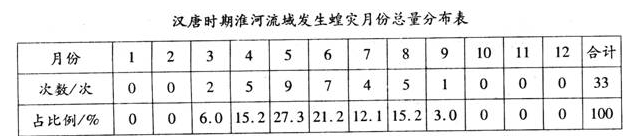 汉唐时期淮河流域发生蝗灾月份总量分布表
月份 1 2 3 4 5 6 7 8 9 10 11 12 合计
次数/次 0 0 2 5 9 7 4 5 1 0 0 0 33
占比例/% 0 0 6.0 15.2 27.3 21.2 12.1 15.2 3.0 0 0 0 100